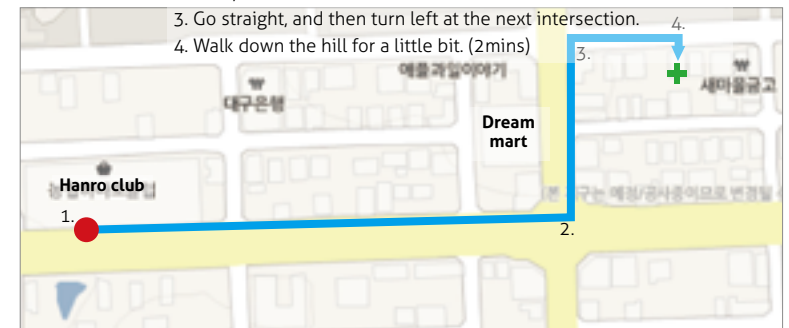 3. Go straight, and then turn left at the next intersection.
4. Walk down the hill for a little bit. (2mins)
4.
3.
애플과일이야기
새마을금고
대구은행
Dream
mart
Hanro club
1.
2.